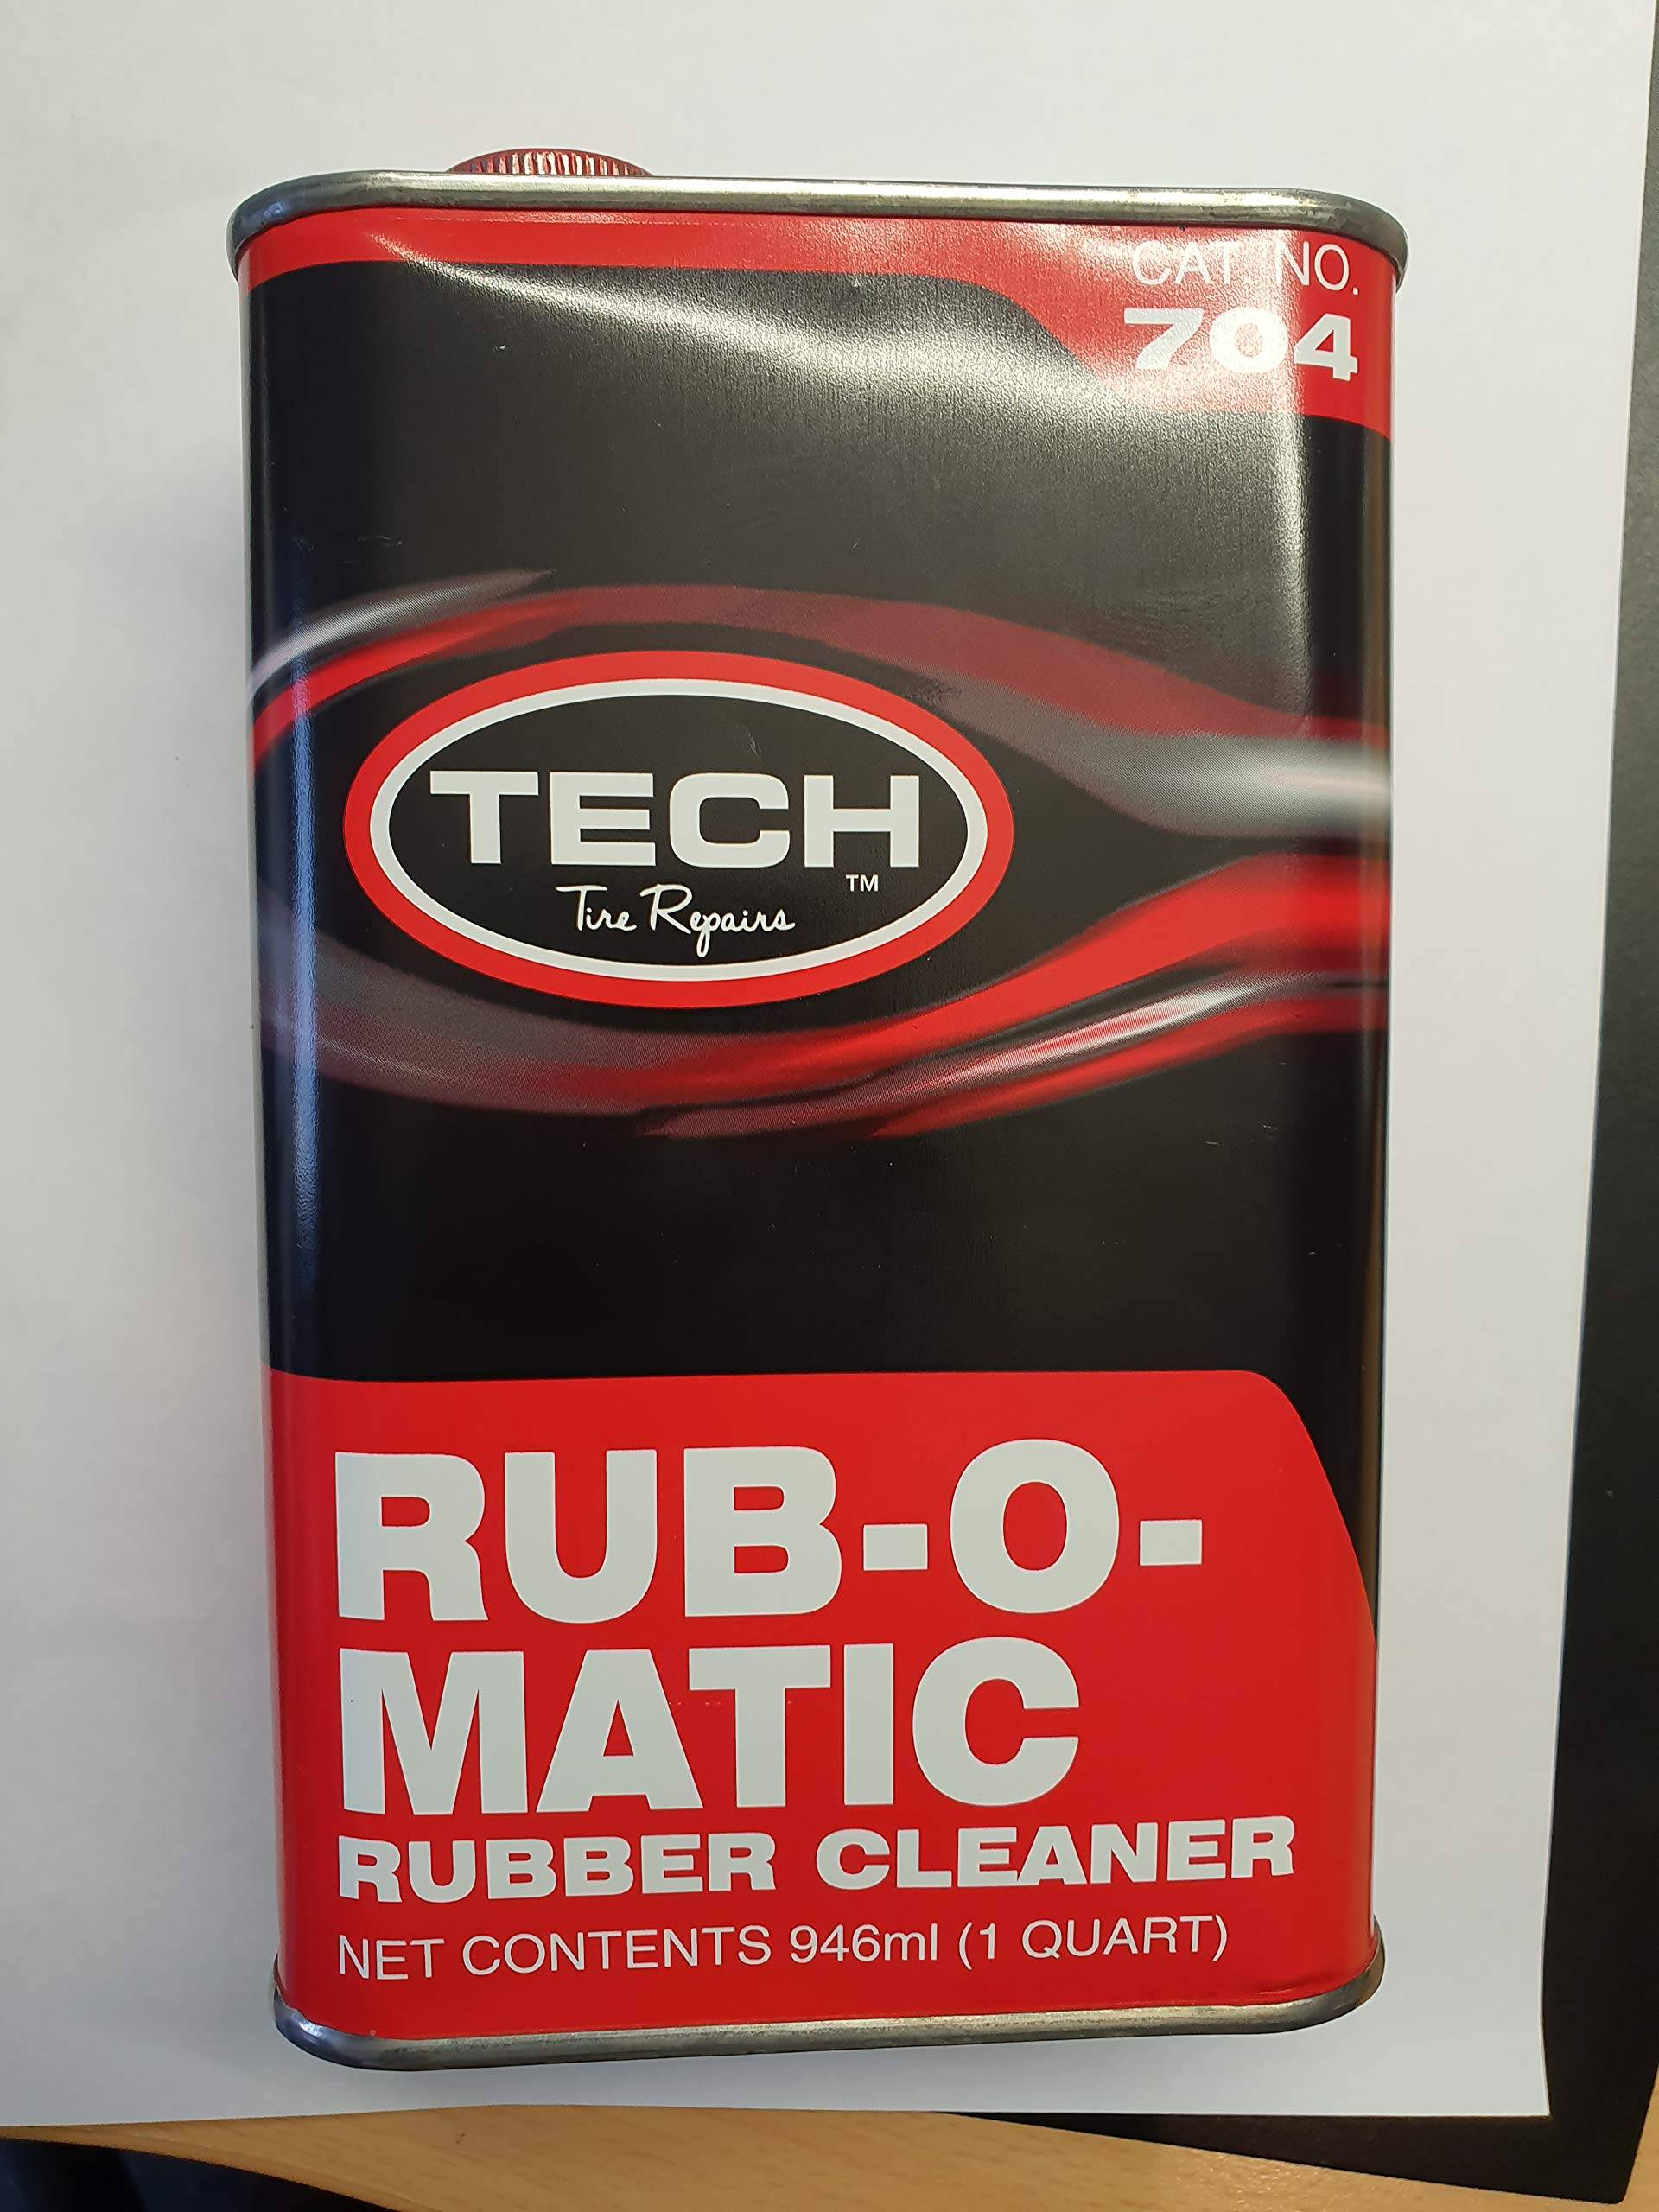 CAT. NO.
704
TECH
TM
Tire Repairs
RUB-O-
MATIC
RUBBER CLEANER
NET CONTENTS 946ml (1 QUART)